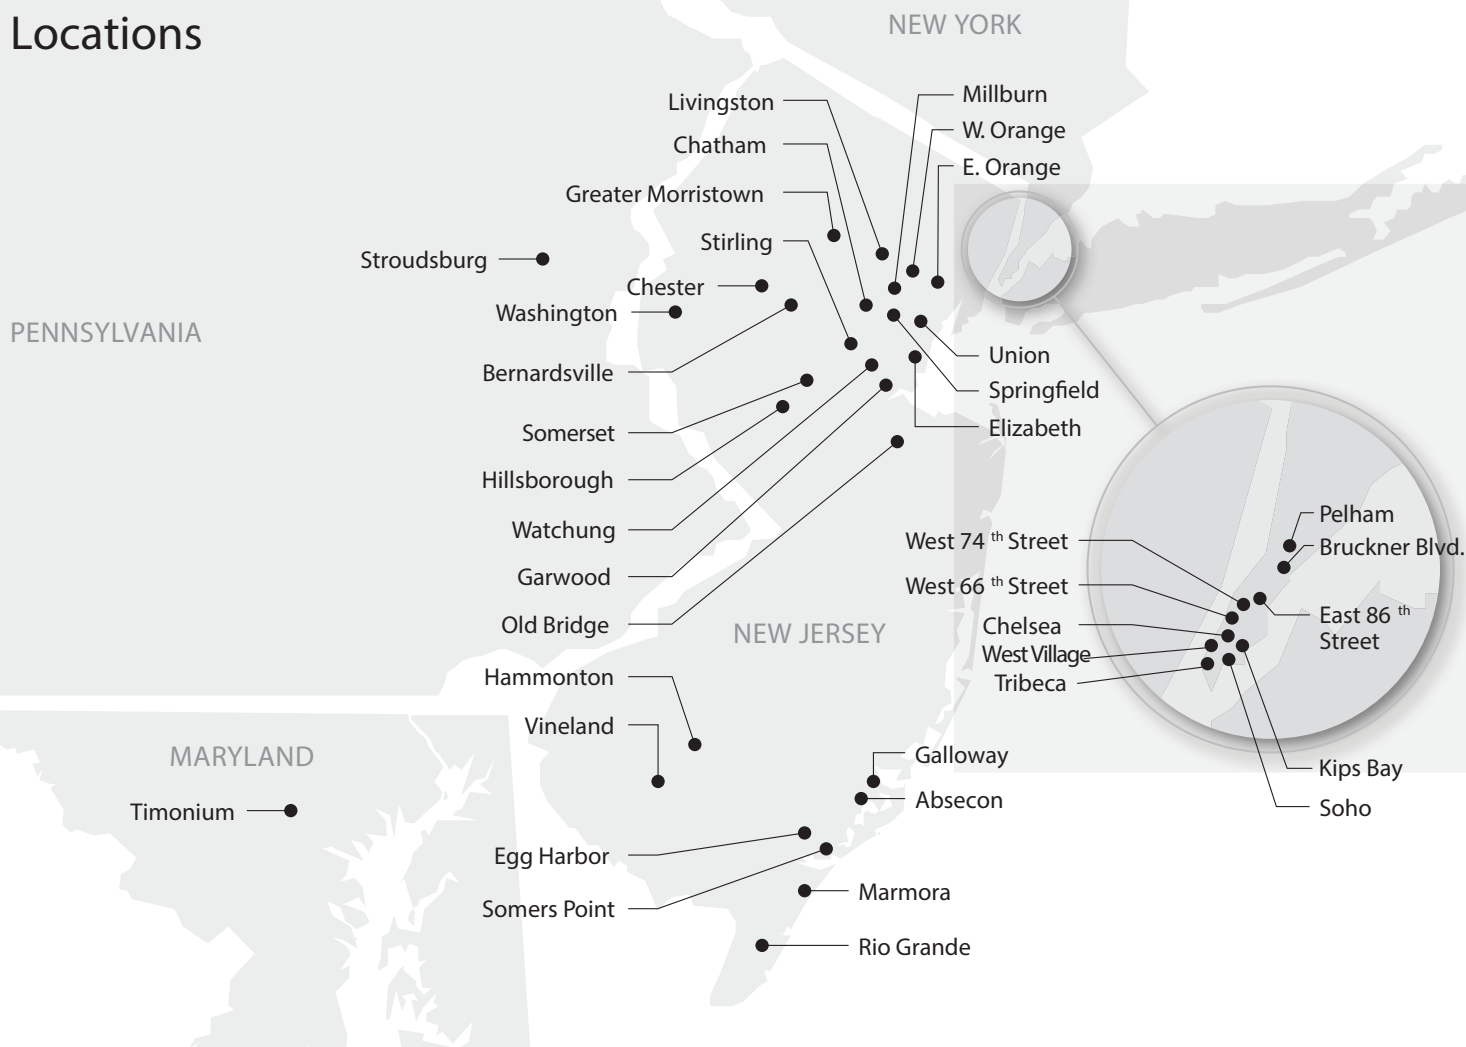 Locations
NEW YORK
Livingston
Millburn
W. Orange
Chatham
E. Orange
Greater Morristown
Stirling
Stroudsburg
Chester
Washington
PENNSYLVANIA
Union
Bernardsville
Springfield
Elizabeth
Somerset
Hillsborough
Watchung
Garwood
Old Bridge
Pelham
Bruckner Blvd.
West 74 th Street
West 66 th Street
East 86 th
Street
Chelsea
West Village
Tribeca
NEW JERSEY
Hammonton
Vineland
MARYLAND
Galloway
Kips Bay
Absecon
Soho
Timonium
Egg Harbor
Marmora
Somers Point
Rio Grande